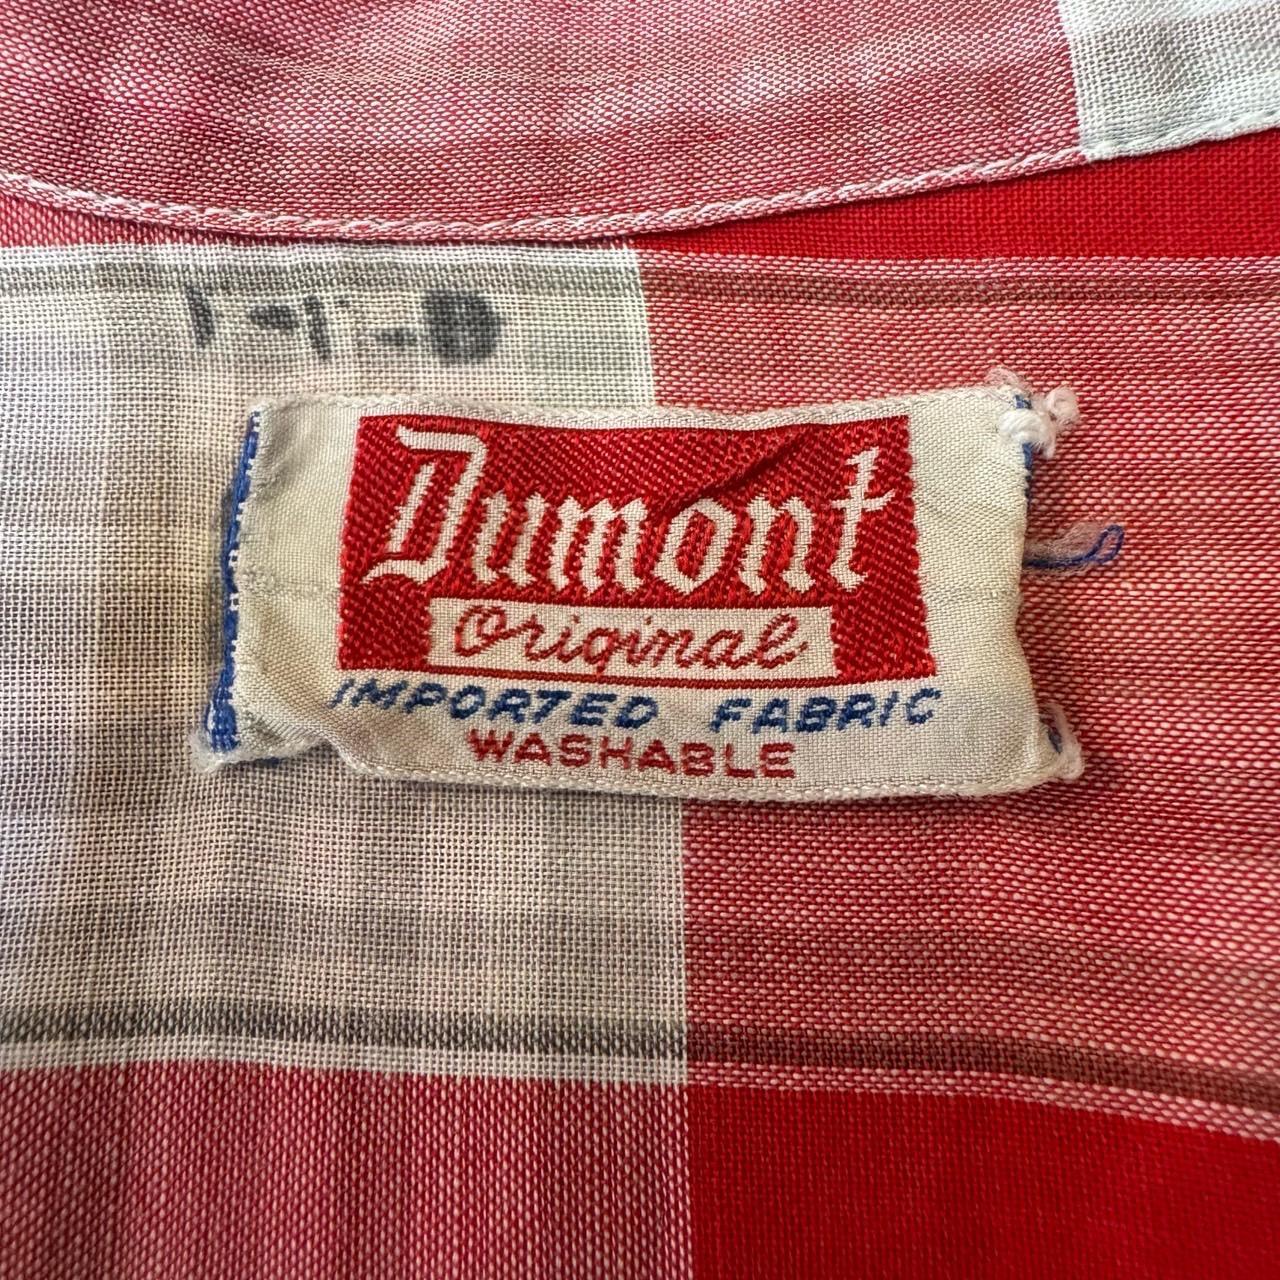 Dumont
Original
IMPORTED FABRIC
WASHABLE